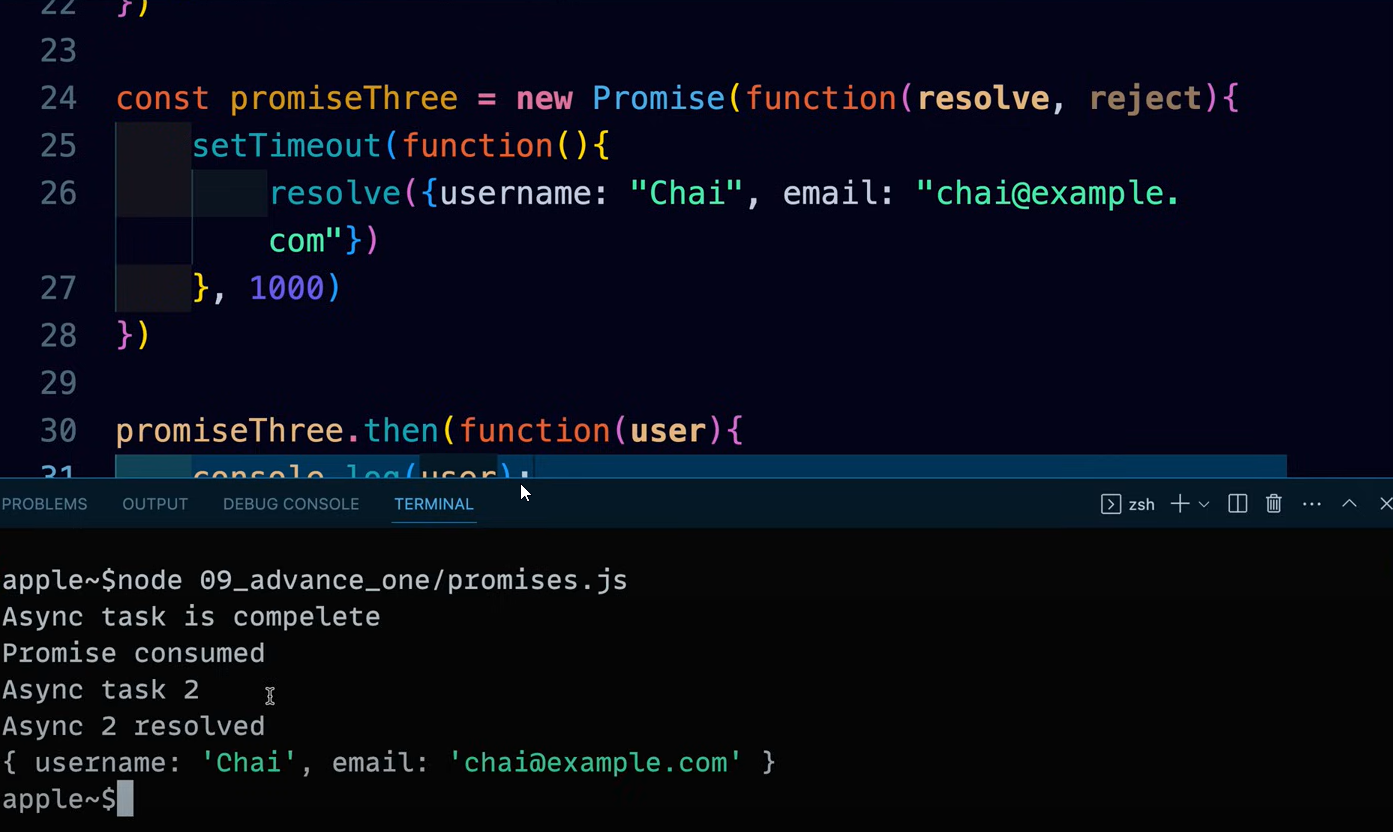 22 })
23
24 const promiseThree = new Promise(function(resolve, reject){
25 setTimeout(function(){
26 resolve({username: "Chai", email: "chai@example.
com"})
27 }, 1000)
28 })
29
30 promiseThree.then(function(user){
31 console.log(user);
PROBLEMS OUTPUT DEBUG CONSOLE TERMINAL zsh
apple~$node 09_advance_one/promises.js
Async task is compelete
Promise consumed
Async task 2
Async 2 resolved
{ username: 'Chai', email: 'chai@example.com' }
apple~$